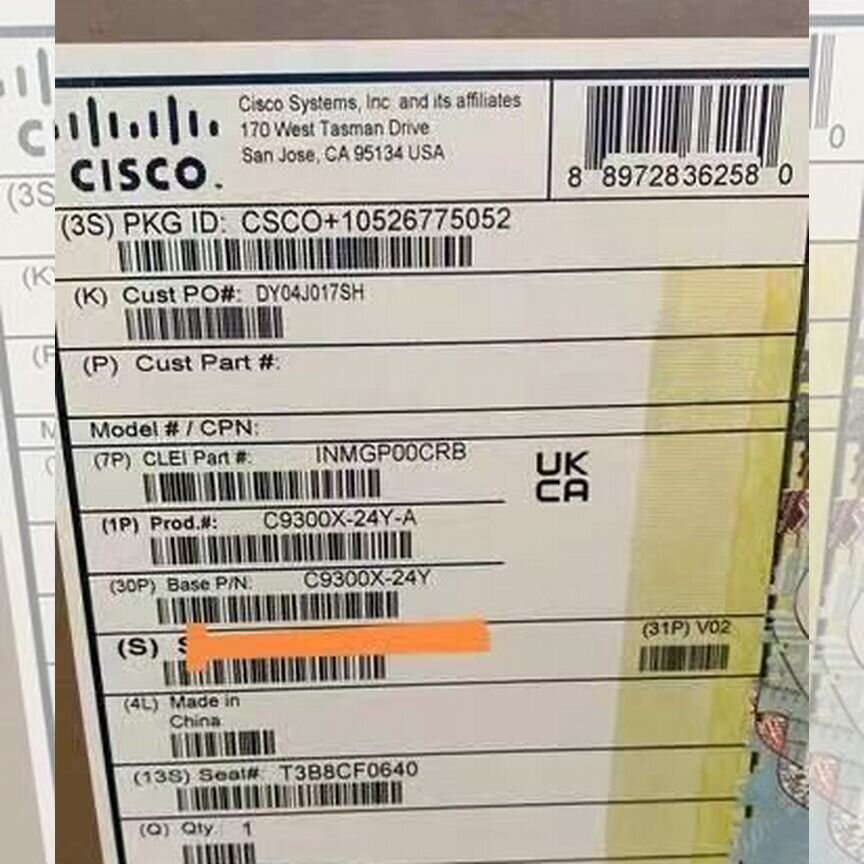 CISCO
Cisco Systems, Inc and its affiliates
170 West Tasman Drive
San Jose, CA 95134 USA
8 8972836258 0
(3S) PKG ID: CSCO+10526775052
(K) Cust PO#: DY04J017SH
(P) Cust Part #:
Model # / CPN:
(7P) CLEI Part #: INMGP00CRB
UK
CA
(1P) Prod.#: C9300X-24Y-A
(30P) Base P/N: C9300X-24Y
(S)
(31P) V02
(4L) Made in
China
(13S) Seal#: T3B8CF0640
(Q) Qty: 1